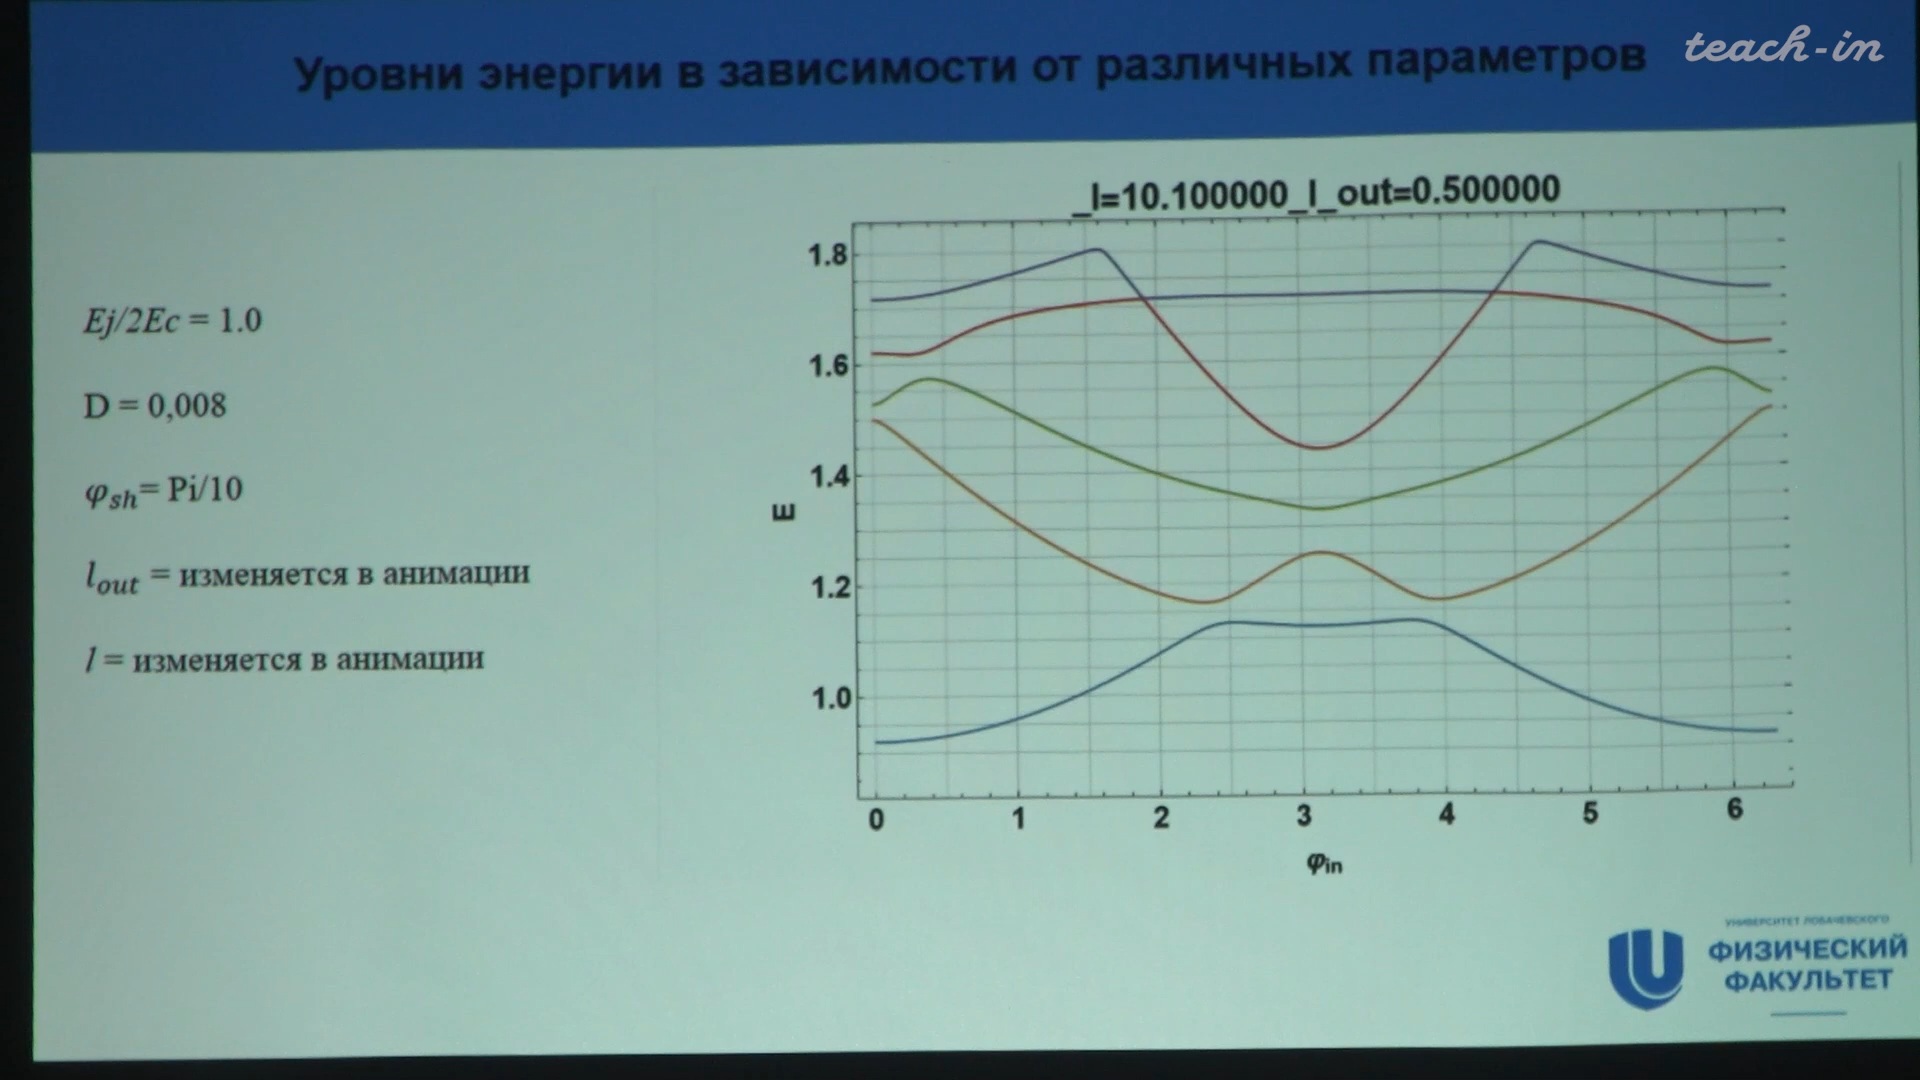 Уровни энергии в зависимости от различных параметров
teach-in
_l=10.100000_l_out=0.500000
Ej/2Ec = 1.0
D = 0,008
φsh= Pi/10
lout = изменяется в анимации
l = изменяется в анимации
1.8
1.6
1.4
1.2
1.0
E
0 1 2 3 4 5 6
φin
УНИВЕРСИТЕТ ЛОБАЧЕВСКОГО
ФИЗИЧЕСКИЙ
ФАКУЛЬТЕТ